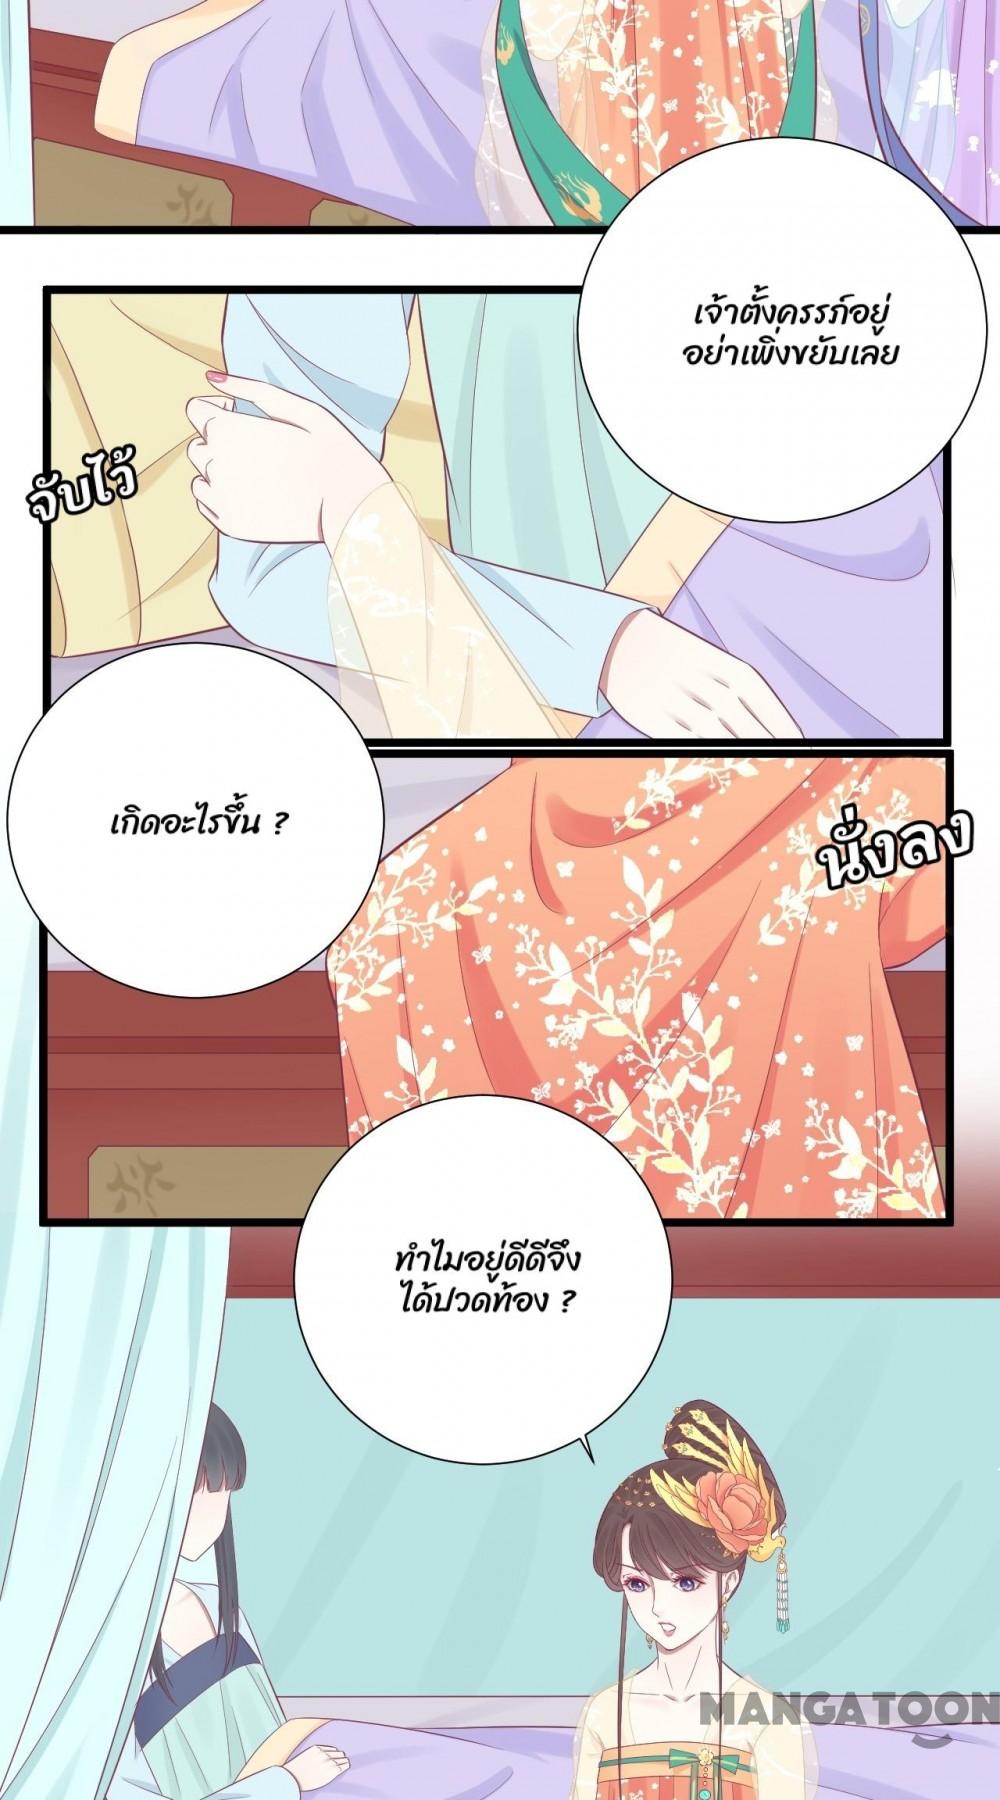 เจ้าตั้งครรภ์อยู่
อย่าเพิ่งขยับเลย
จับไว้
เกิดอะไรขึ้น ?
นั่งลง
ทำไมอยู่ดีดีจึง
ได้ปวดท้อง ?
MANGATOON